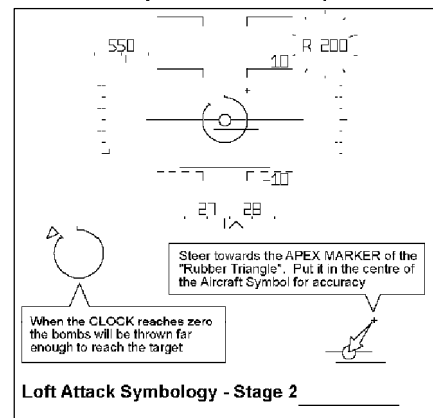 550
R 200
10
-10
27 28
Steer towards the APEX MARKER of the
"Rubber Triangle". Put it in the centre of
the Aircraft Symbol for accuracy
When the CLOCK reaches zero
the bombs will be thrown far
enough to reach the target
Loft Attack Symbology - Stage 2